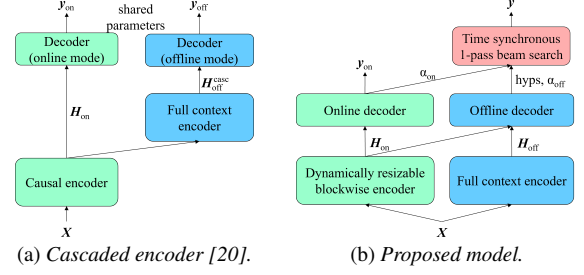 y_on
shared
parameters
y_off
Decoder
(online mode)
Decoder
(offline mode)
H_off^casc
H_on
Full context
encoder
Causal encoder
X
(a) Cascaded encoder [20].
y
Time synchronous
1-pass beam search
y_on
α_on
hyps, α_off
Online decoder
Offline decoder
H_on
H_off
Dynamically resizable
blockwise encoder
Full context encoder
X
(b) Proposed model.